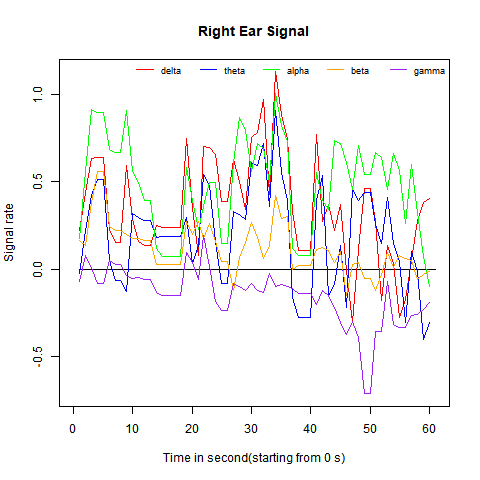 Right Ear Signal
delta theta alpha beta gamma
Signal rate
1.0
0.5
0.0
-0.5
0 10 20 30 40 50 60
Time in second(starting from 0 s)